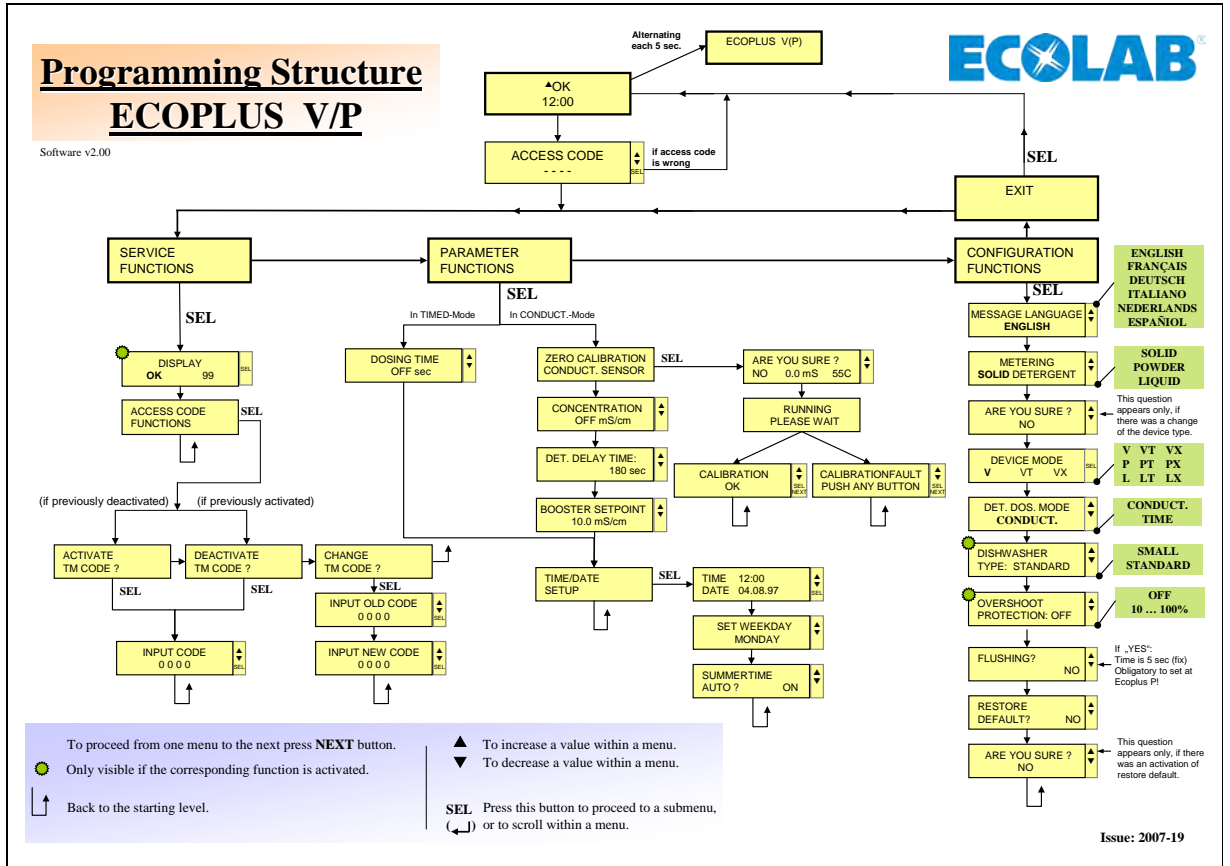 Programming Structure
ECOPLUS V/P
Software v2.00
Alternating
each 5 sec.
ECOPLUS V(P)
ECOLAB®
▲OK
12:00
ACCESS CODE
- - - -
▲
▼
SEL
if access code
is wrong
SEL
EXIT
SERVICE
FUNCTIONS
PARAMETER
FUNCTIONS
CONFIGURATION
FUNCTIONS
SEL
DISPLAY
OK 99
SEL
ACCESS CODE
FUNCTIONS
SEL
(if previously deactivated)
(if previously activated)
ACTIVATE
TM CODE ?
DEACTIVATE
TM CODE ?
CHANGE
TM CODE ?
SEL
SEL
SEL
INPUT OLD CODE
0 0 0 0
SEL
INPUT CODE
0 0 0 0
SEL
INPUT NEW CODE
0 0 0 0
SEL
SEL
In TIMED-Mode
In CONDUCT.-Mode
DOSING TIME
OFF sec
ZERO CALIBRATION
CONDUCT. SENSOR
SEL
ARE YOU SURE ?
NO 0.0 mS 55C
CONCENTRATION
OFF mS/cm
RUNNING
PLEASE WAIT
DET. DELAY TIME:
180 sec
CALIBRATION
OK
SEL
NEXT
CALIBRATIONFAULT
PUSH ANY BUTTON
SEL
NEXT
BOOSTER SETPOINT
10.0 mS/cm
TIME/DATE
SETUP
SEL
TIME 12:00
DATE 04.08.97
SEL
SET WEEKDAY
MONDAY
SUMMERTIME
AUTO ? ON
SEL
SEL
MESSAGE LANGUAGE
ENGLISH
ENGLISH
FRANÇAIS
DEUTSCH
ITALIANO
NEDERLANDS
ESPAÑIOL
METERING
SOLID DETERGENT
SOLID
POWDER
LIQUID
ARE YOU SURE ?
NO
This question
appears only, if
there was a change
of the device type.
DEVICE MODE
V VT VX
SEL
V VT VX
P PT PX
L LT LX
DET. DOS. MODE
CONDUCT.
CONDUCT.
TIME
DISHWASHER
TYPE: STANDARD
SMALL
STANDARD
OVERSHOOT
PROTECTION: OFF
OFF
10 ... 100%
FLUSHING?
NO
If „YES“:
Time is 5 sec (fix)
Obligatory to set at
Ecoplus P!
RESTORE
DEFAULT? NO
ARE YOU SURE ?
NO
This question
appears only, if there
was an activation of
restore default.
To proceed from one menu to the next press NEXT button.
Only visible if the corresponding function is activated.
Back to the starting level.
▲ To increase a value within a menu.
▼ To decrease a value within a menu.
SEL Press this button to proceed to a submenu,
(↵) or to scroll within a menu.
Issue: 2007-19